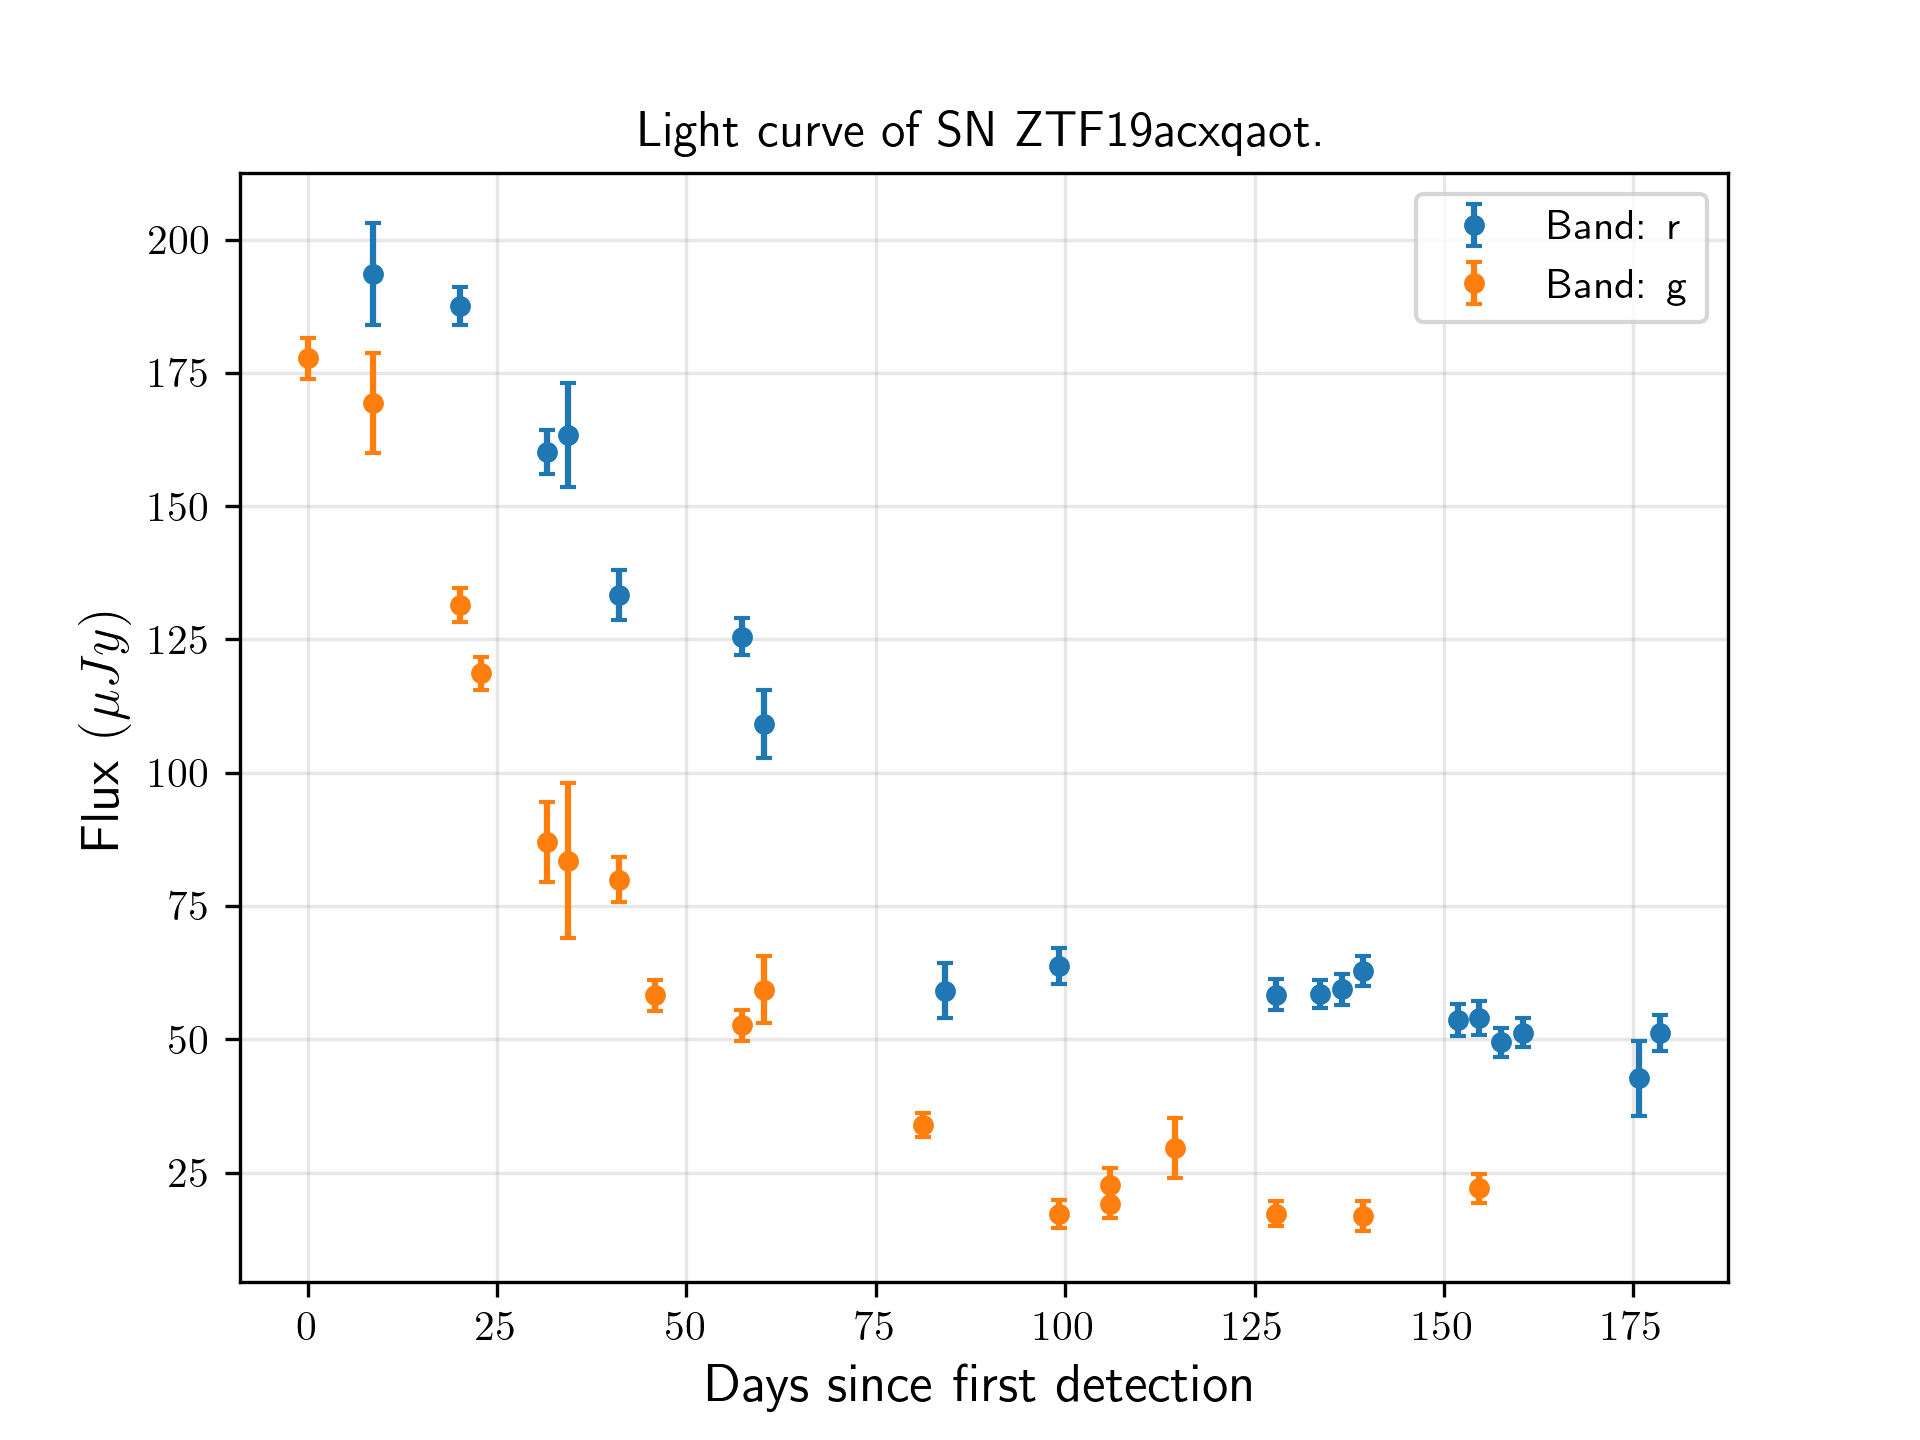 Light curve of SN ZTF19acxqaot.
Band: r
Band: g
Flux (μJy)
200
175
150
125
100
75
50
25
0 25 50 75 100 125 150 175
Days since first detection